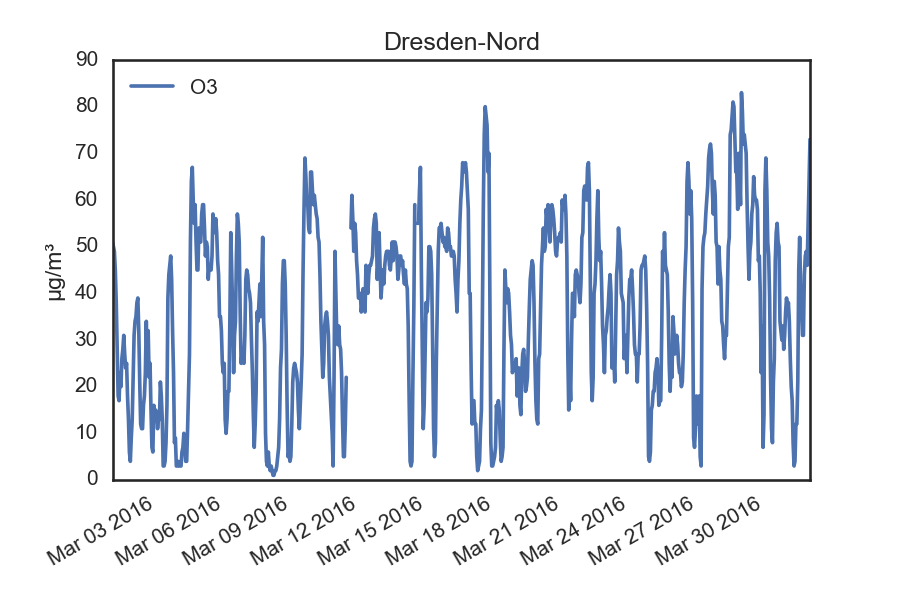 Dresden-Nord
O3
µg/m³
90
80
70
60
50
40
30
20
10
0
Mar 03 2016
Mar 06 2016
Mar 09 2016
Mar 12 2016
Mar 15 2016
Mar 18 2016
Mar 21 2016
Mar 24 2016
Mar 27 2016
Mar 30 2016